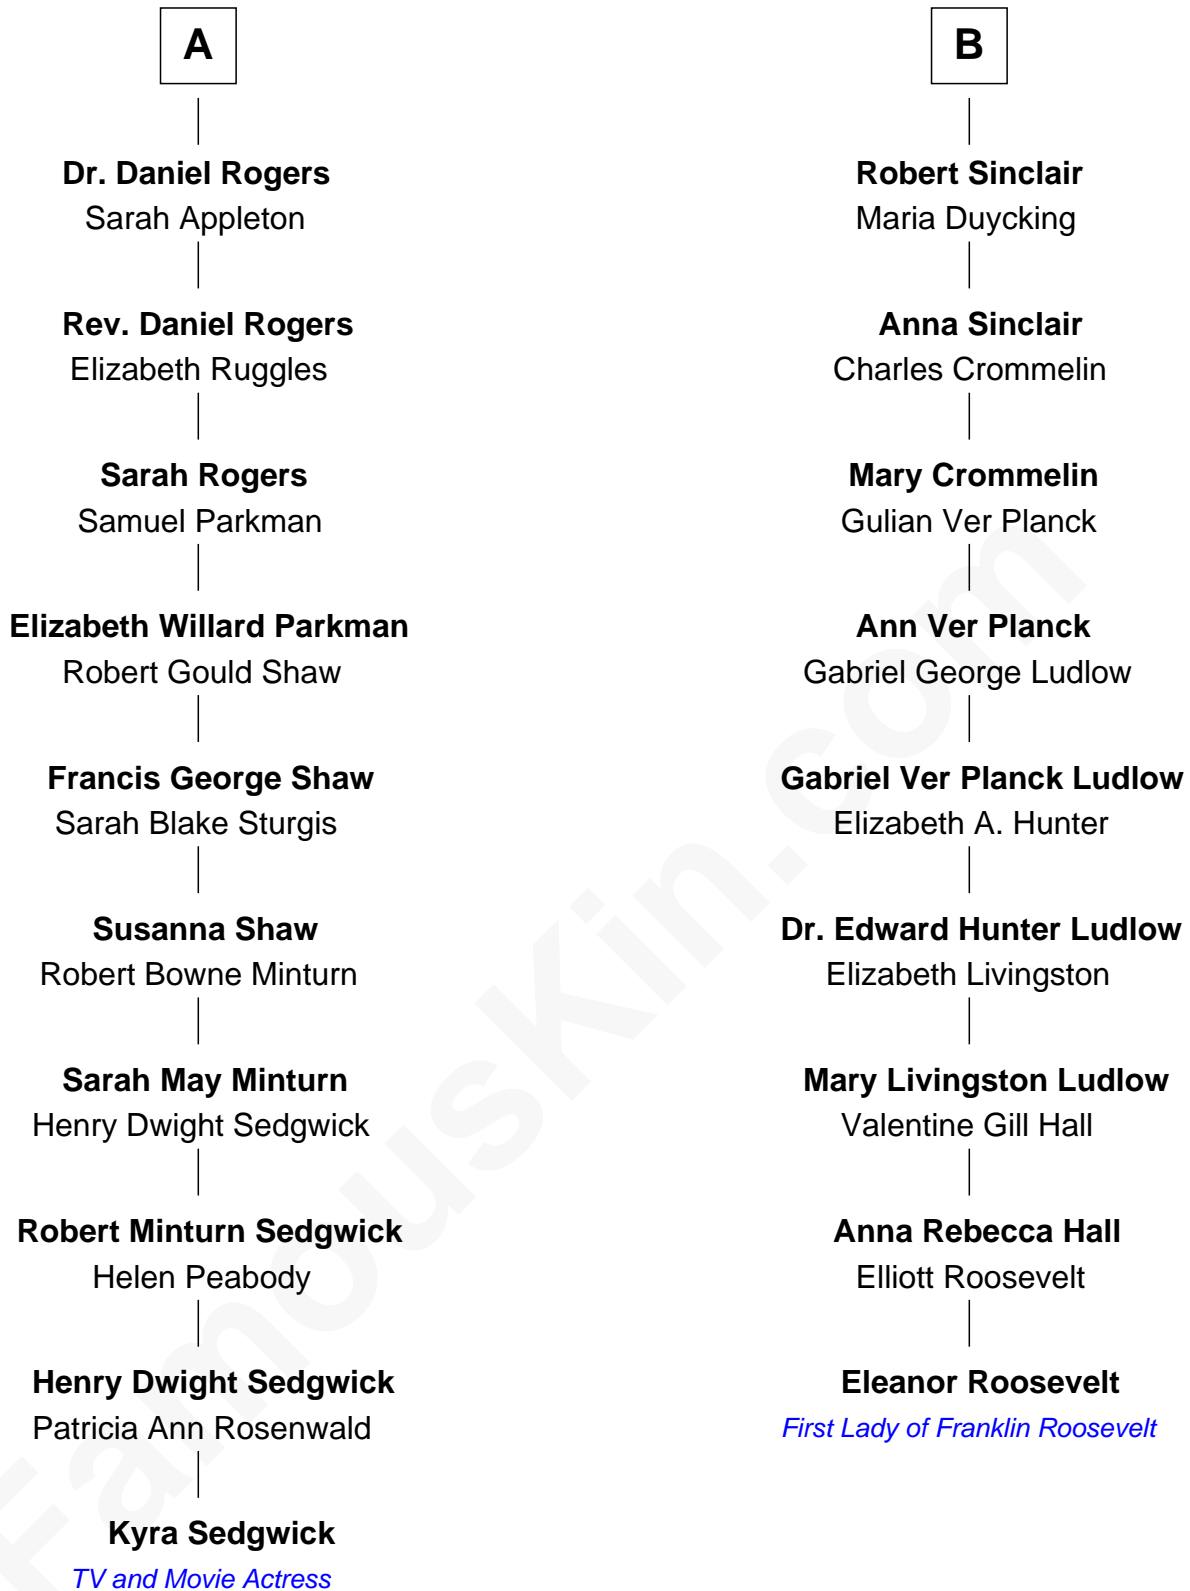 A
Dr. Daniel Rogers
Sarah Appleton
Rev. Daniel Rogers
Elizabeth Ruggles
Sarah Rogers
Samuel Parkman
Elizabeth Willard Parkman
Robert Gould Shaw
Francis George Shaw
Sarah Blake Sturgis
Susanna Shaw
Robert Bowne Minturn
Sarah May Minturn
Henry Dwight Sedgwick
Robert Minturn Sedgwick
Helen Peabody
Henry Dwight Sedgwick
Patricia Ann Rosenwald
Kyra Sedgwick
TV and Movie Actress
B
Robert Sinclair
Maria Duycking
Anna Sinclair
Charles Crommelin
Mary Crommelin
Gulian Ver Planck
Ann Ver Planck
Gabriel George Ludlow
Gabriel Ver Planck Ludlow
Elizabeth A. Hunter
Dr. Edward Hunter Ludlow
Elizabeth Livingston
Mary Livingston Ludlow
Valentine Gill Hall
Anna Rebecca Hall
Elliott Roosevelt
Eleanor Roosevelt
First Lady of Franklin Roosevelt
FamousKin.com